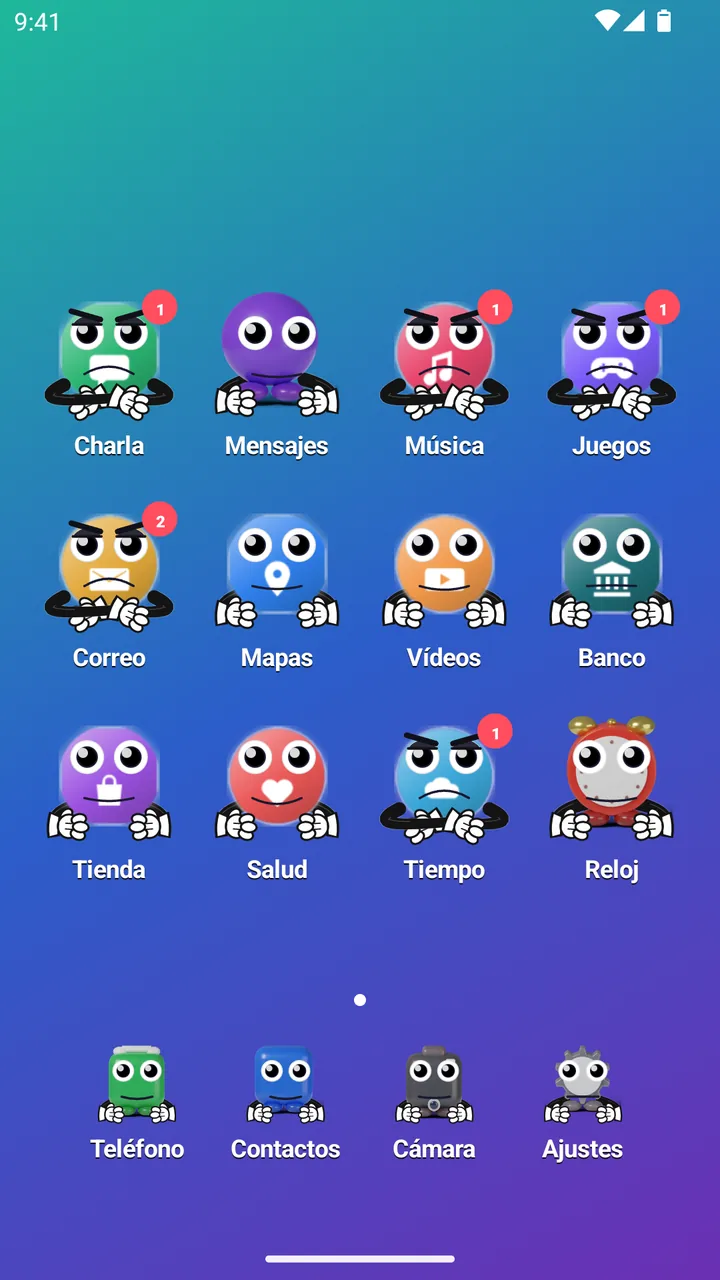 9:41
1
1
1
Charla
Mensajes
Música
Juegos
2
Correo
Mapas
Vídeos
Banco
1
Tienda
Salud
Tiempo
Reloj
Teléfono
Contactos
Cámara
Ajustes